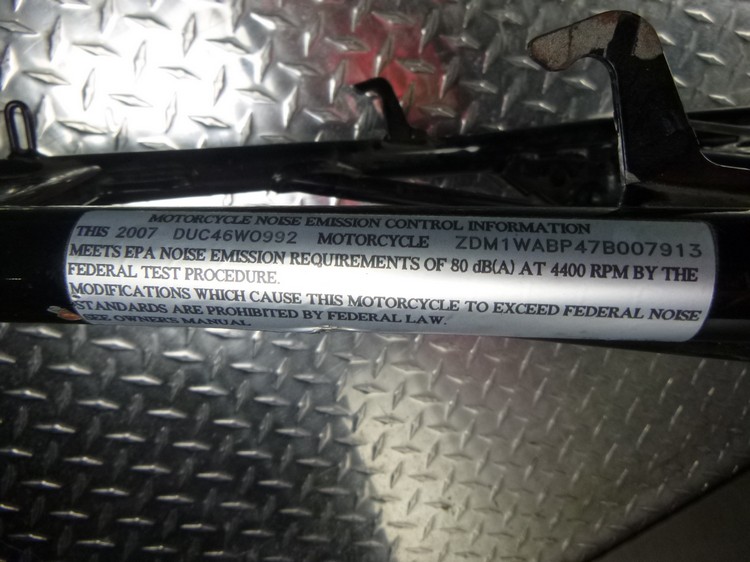 MOTORCYCLE NOISE EMISSION CONTROL INFORMATION
THIS 2007 DUC46W0992 MOTORCYCLE ZDM1WABP47B007913
MEETS EPA NOISE EMISSION REQUIREMENTS OF 80 dB(A) AT 4400 RPM BY THE
FEDERAL TEST PROCEDURE.
MODIFICATIONS WHICH CAUSE THIS MOTORCYCLE TO EXCEED FEDERAL NOISE
STANDARDS ARE PROHIBITED BY FEDERAL LAW.
SEE OWNER'S MANUAL